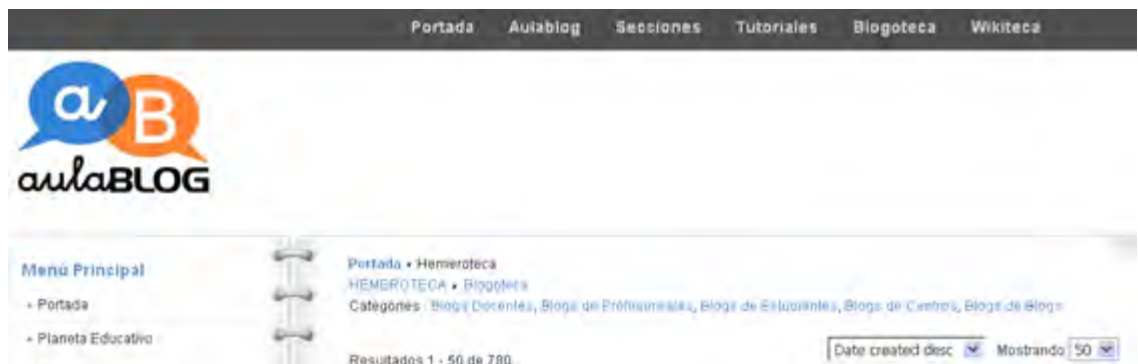 Portada Aulablog Secciones Tutoriales Blogoteca Wikiteca
a B
aulaBLOG
Menú Principal
Portada
Planeta Educativo
Portada • Hemeroteca
HEMEROTECA • Blogoteca
Categories : Blogs Docentes, Blogs de Profesionales, Blogs de Estudiantes, Blogs de Centros, Blogs de Blogs
Date created desc Mostrando 50
Resultados 1 - 50 de 780